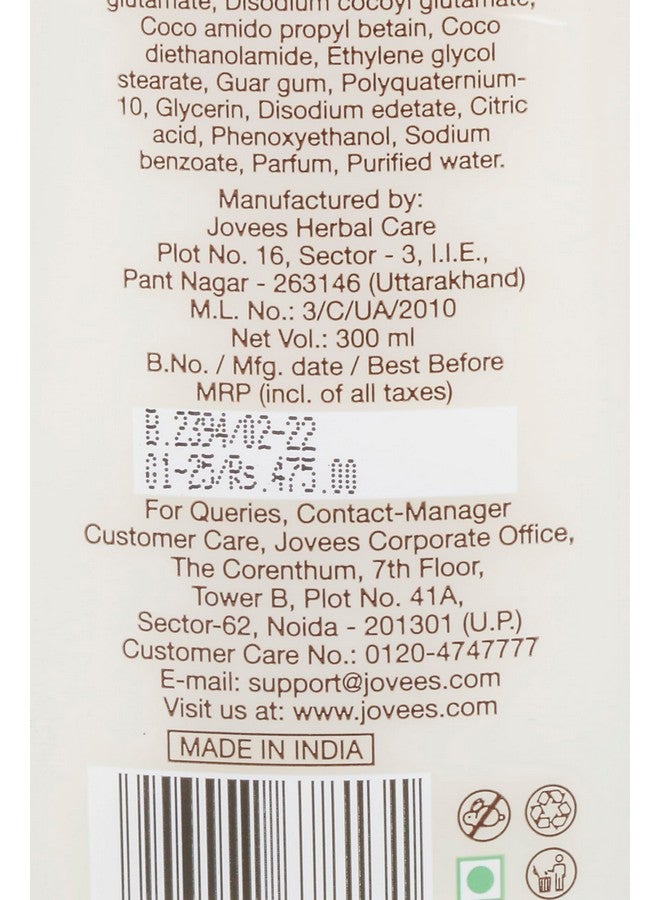 glutamate, Disodium cocoyl glutamate,
Coco amido propyl betain, Coco
diethanolamide, Ethylene glycol
stearate, Guar gum, Polyquaternium-
10, Glycerin, Disodium edetate, Citric
acid, Phenoxyethanol, Sodium
benzoate, Parfum, Purified water.
Manufactured by:
Jovees Herbal Care
Plot No. 16, Sector - 3, I.I.E.,
Pant Nagar - 263146 (Uttarakhand)
M.L. No.: 3/C/UA/2010
Net Vol.: 300 ml
B.No. / Mfg. date / Best Before
MRP (incl. of all taxes)
B.2394/02-22
01-25/Rs.475.00
For Queries, Contact-Manager
Customer Care, Jovees Corporate Office,
The Corenthum, 7th Floor,
Tower B, Plot No. 41A,
Sector-62, Noida - 201301 (U.P.)
Customer Care No.: 0120-4747777
E-mail: support@jovees.com
Visit us at: www.jovees.com
MADE IN INDIA